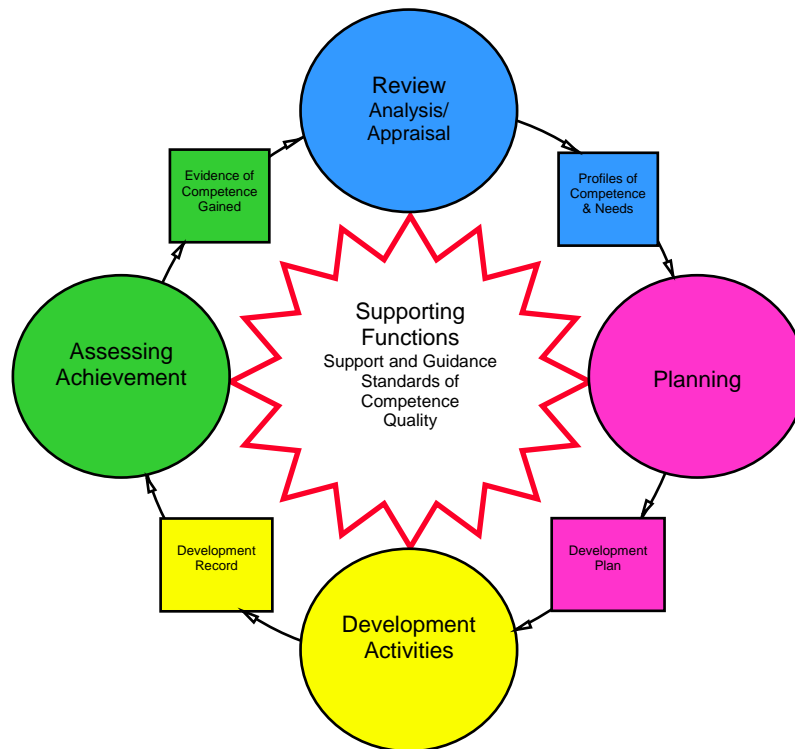 Review
Analysis/
Appraisal
Profiles of
Competence
& Needs
Planning
Development
Plan
Development
Activities
Development
Record
Assessing
Achievement
Evidence of
Competence
Gained
Supporting
Functions
Support and Guidance
Standards of
Competence
Quality